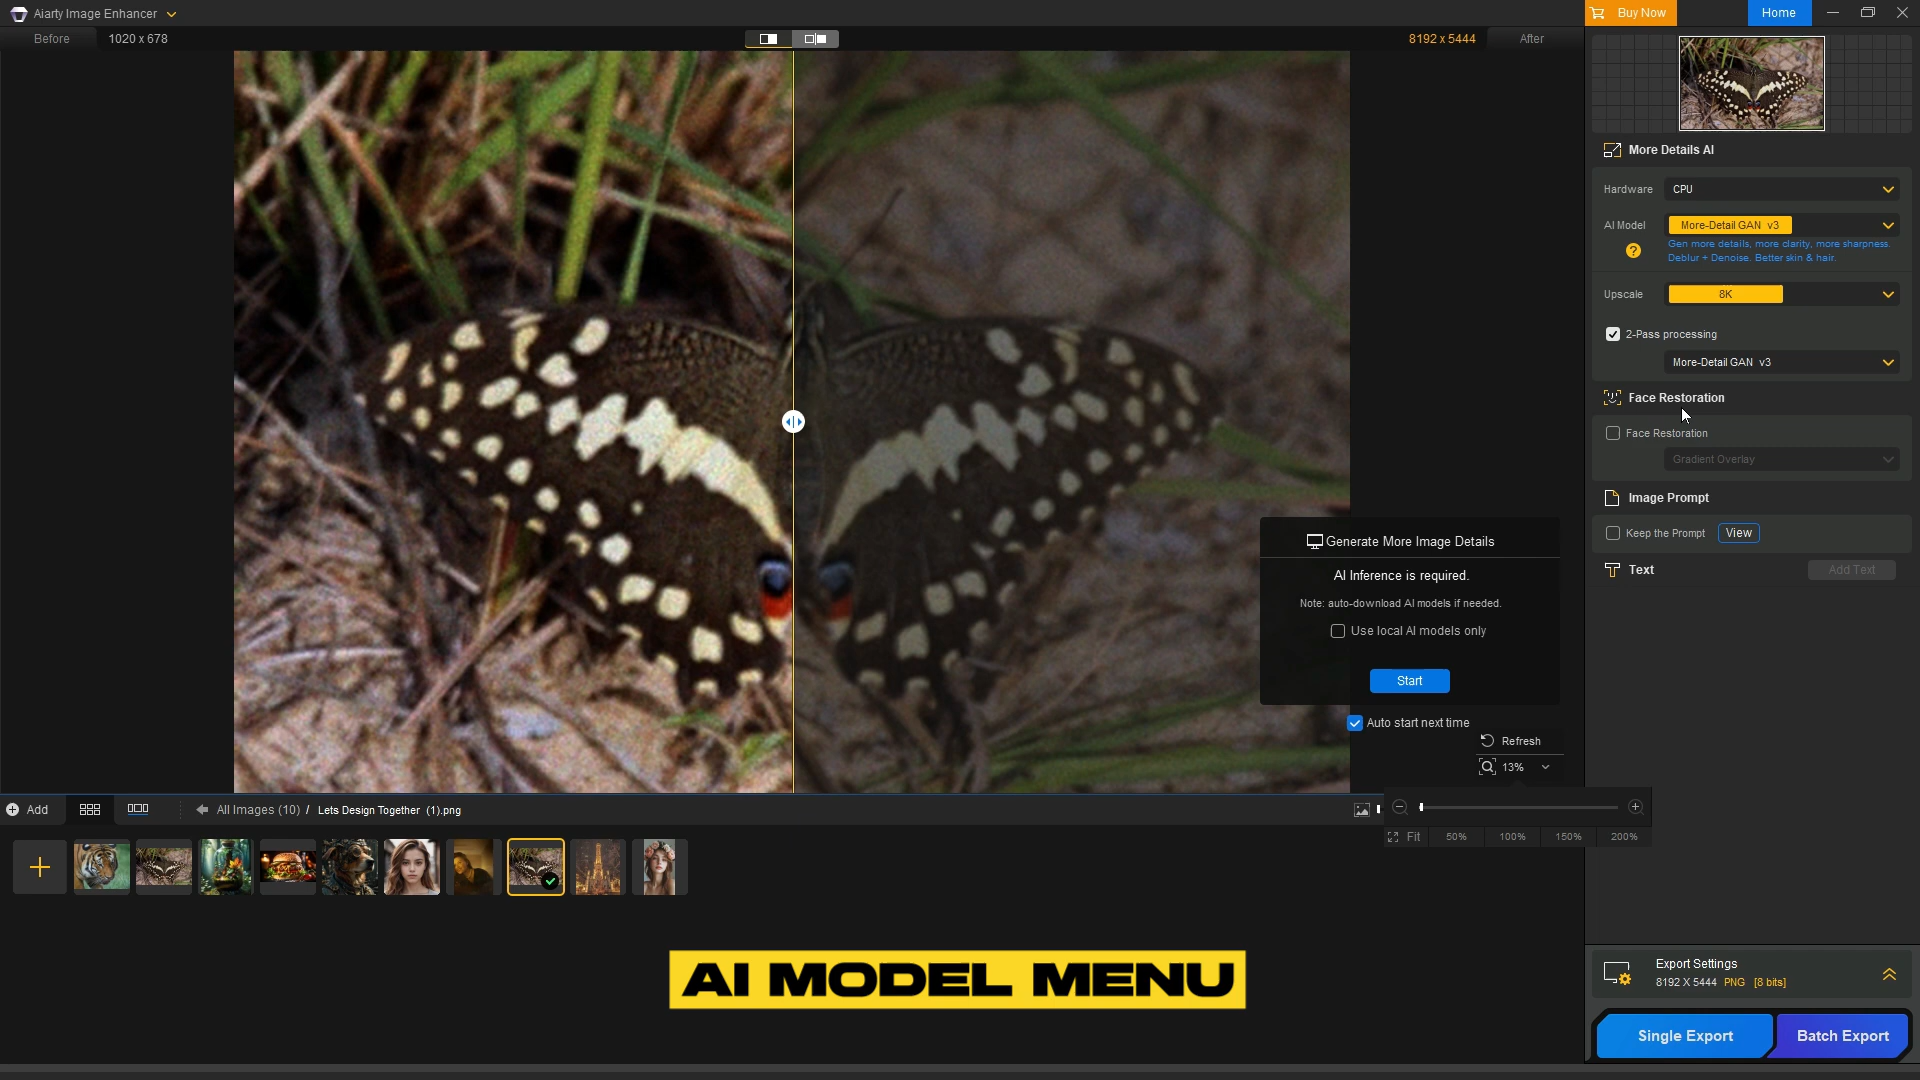 Aiarty Image Enhancer
Buy Now
Home
Before
1020 x 678
8192 x 5444
After
More Details AI
Hardware
CPU
AI Model
More-Detail GAN v3
Gen more details, more clarity, more sharpness.
Deblur + Denoise. Better skin & hair.
Upscale
8K
2-Pass processing
More-Detail GAN v3
Face Restoration
Face Restoration
Gradient Overlay
Image Prompt
Keep the Prompt
View
Text
Add Text
Generate More Image Details
AI Inference is required.
Note: auto-download AI models if needed.
Use local AI models only
Start
Auto start next time
Refresh
13%
Add
All Images (10) / Lets Design Together (1).png
Fit
50%
100%
150%
200%
AI MODEL MENU
Export Settings
8192 X 5444 PNG [8 bits]
Single Export
Batch Export